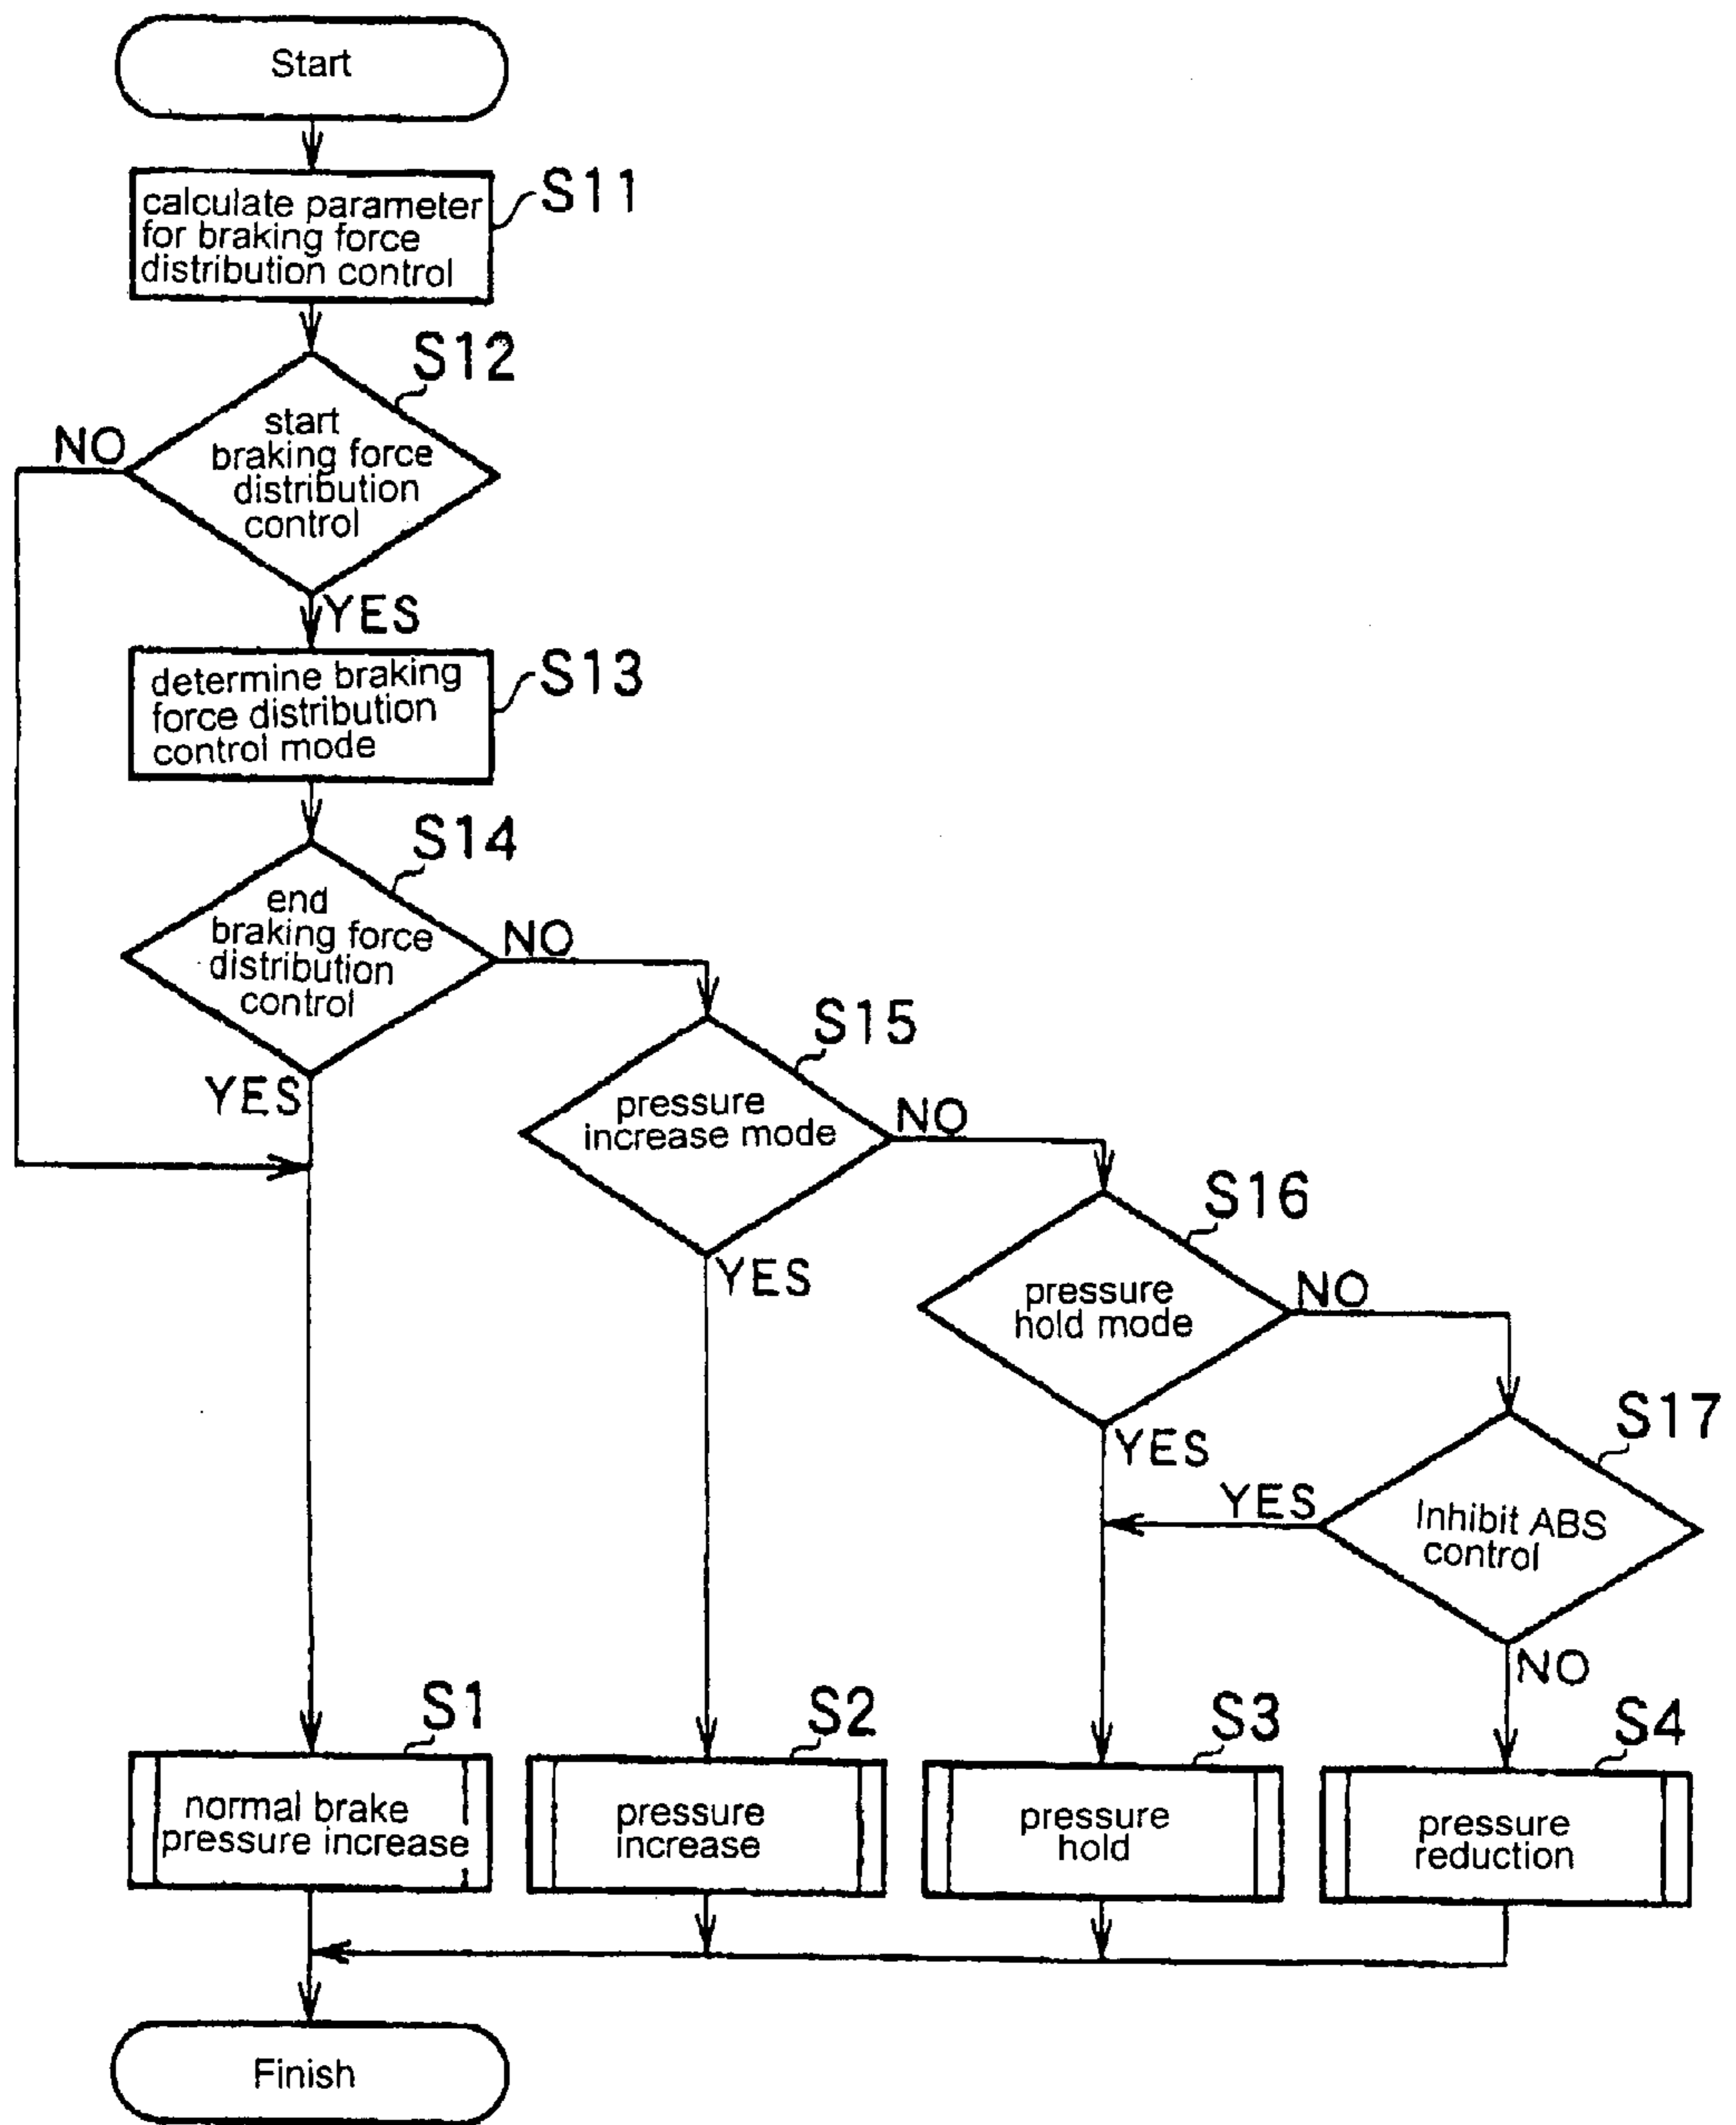 Start
calculate parameter
for braking force
distribution control
S11
S12
start
braking force
distribution
control
NO
YES
determine braking
force distribution
control mode
S13
S14
end
braking force
distribution
control
NO
YES
S15
pressure
increase mode
NO
YES
S16
pressure
hold mode
NO
YES
S17
Inhibit ABS
control
YES
NO
S1
normal brake
pressure increase
S2
pressure
increase
S3
pressure
hold
S4
pressure
reduction
Finish